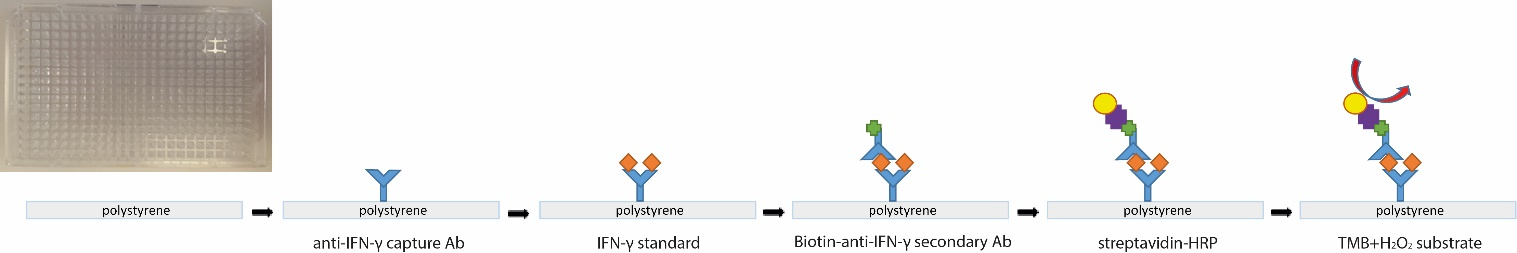 polystyrene
polystyrene
polystyrene
polystyrene
polystyrene
polystyrene
anti-IFN-γ capture Ab
IFN-γ standard
Biotin-anti-IFN-γ secondary Ab
streptavidin-HRP
TMB+H₂O₂ substrate